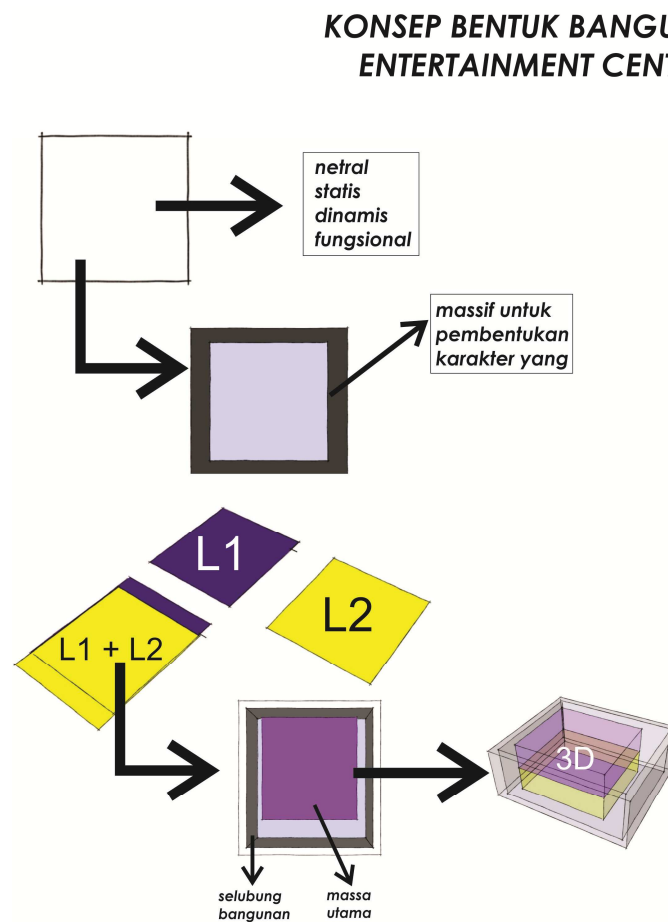 KONSEP BENTUK BANGU
ENTERTAINMENT CENT
netral
statis
dinamis
fungsional
massif untuk
pembentukan
karakter yang
L1
L2
L1 + L2
3D
selubung
bangunan
massa
utama